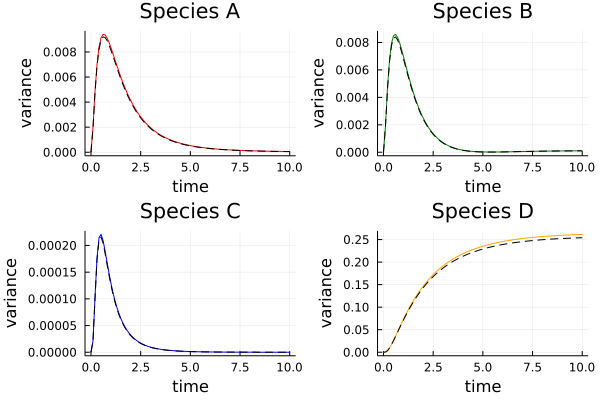 Species A
variance
0.008
0.006
0.004
0.002
0.000
0.0 2.5 5.0 7.5 10.0
time
Species B
variance
0.008
0.006
0.004
0.002
0.000
0.0 2.5 5.0 7.5 10.0
time
Species C
variance
0.00020
0.00015
0.00010
0.00005
0.00000
0.0 2.5 5.0 7.5 10.0
time
Species D
variance
0.25
0.20
0.15
0.10
0.05
0.00
0.0 2.5 5.0 7.5 10.0
time